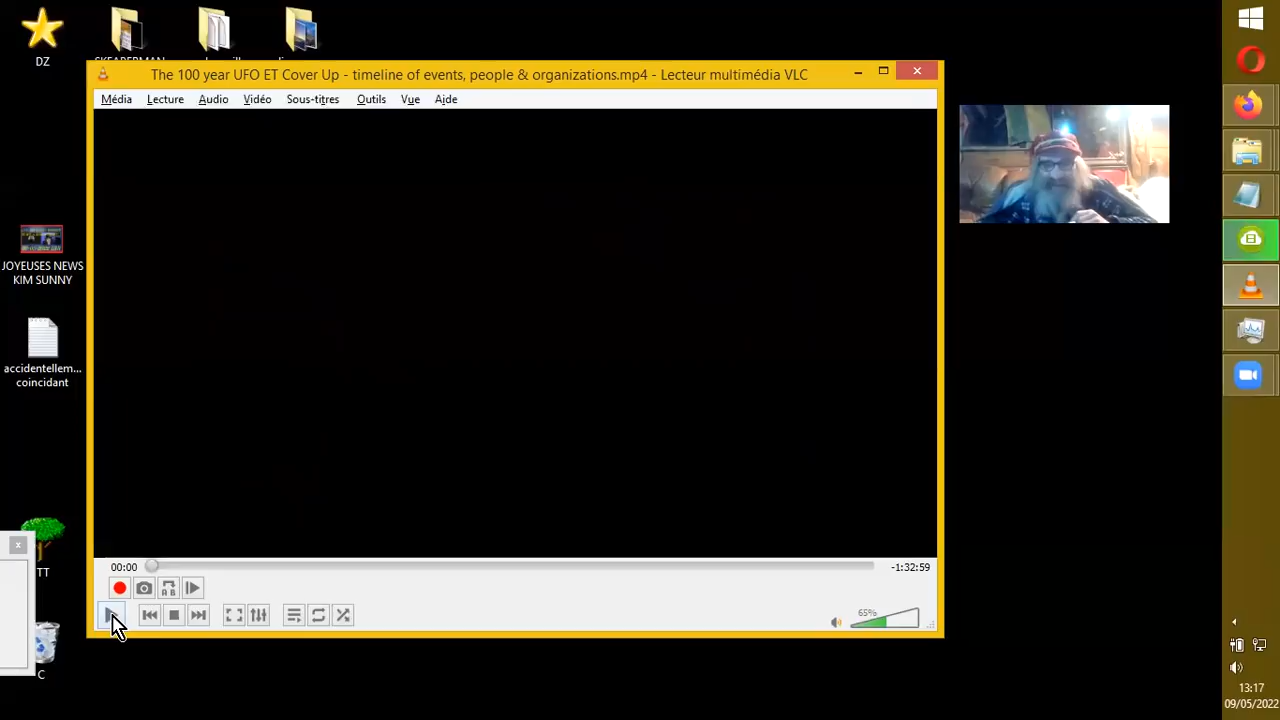 DZ
The 100 year UFO ET Cover Up - timeline of events, people & organizations.mp4 - Lecteur multimédia VLC
Média Lecture Audio Vidéo Sous-titres Outils Vue Aide
JOYEUSES NEWS
KIM SUNNY
accidentellem...
coincidant
00:00
-1:32:59
x
TT
A B
65%
C
13:17
09/05/2022